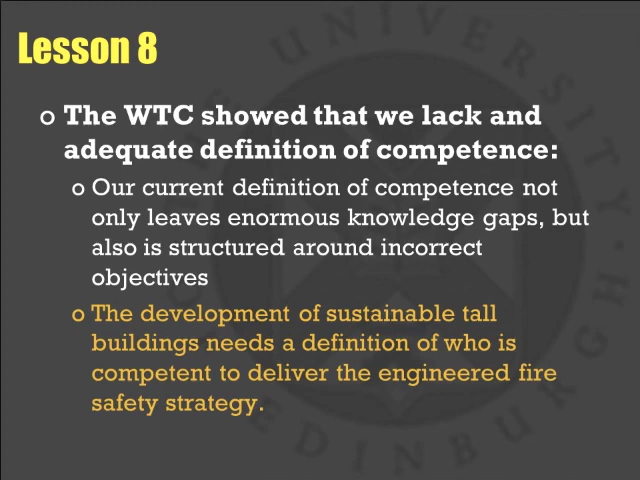 Lesson 8
o The WTC showed that we lack and
adequate definition of competence:
o Our current definition of competence not
only leaves enormous knowledge gaps, but
also is structured around incorrect
objectives
o The development of sustainable tall
buildings needs a definition of who is
competent to deliver the engineered fire
safety strategy.
UNIVERSITY
EDINBURGH